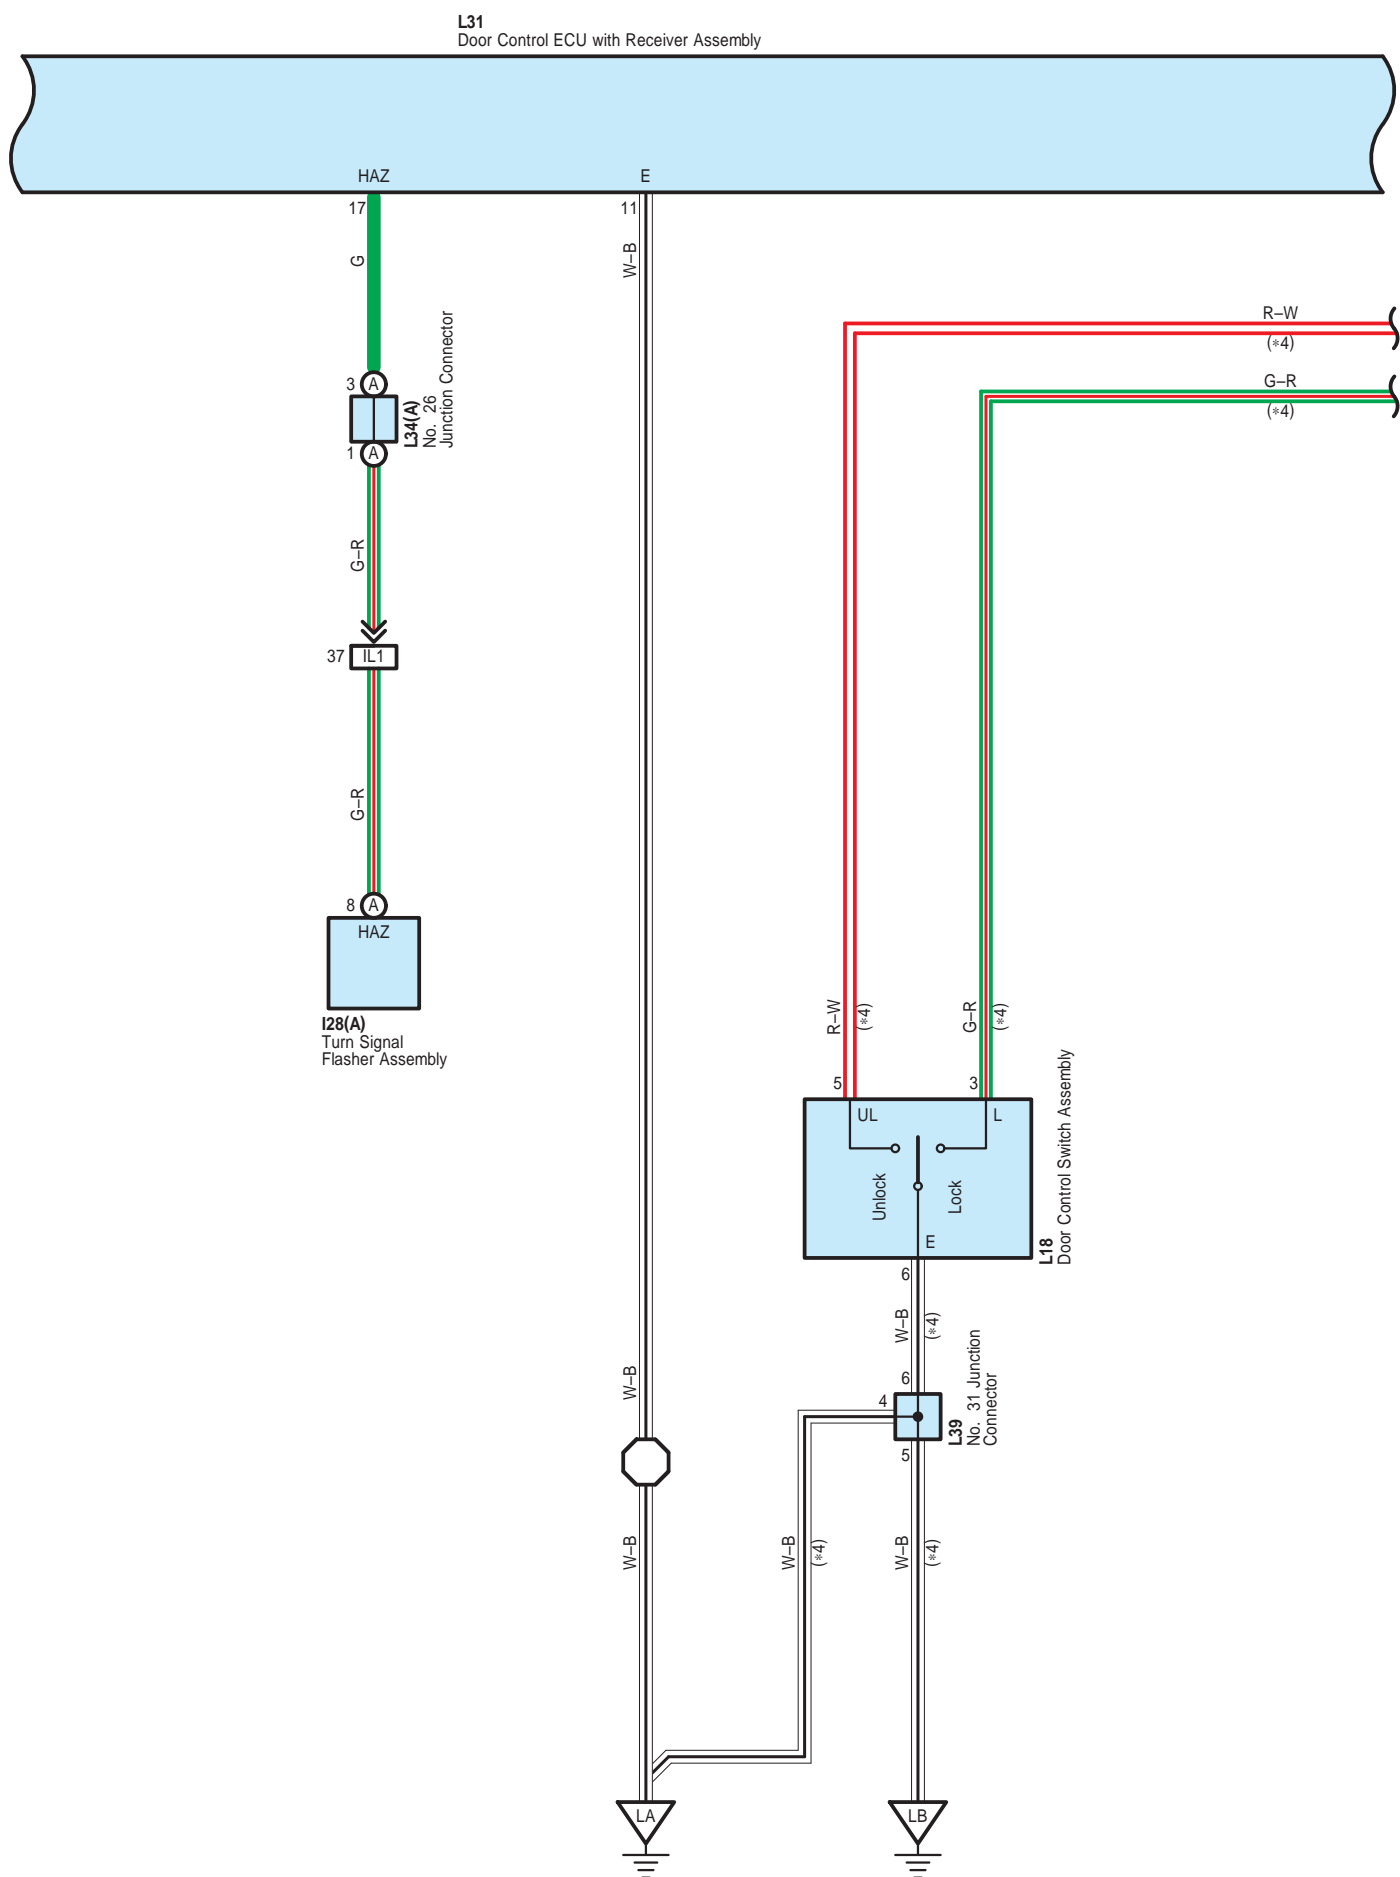 L31
Door Control ECU with Receiver Assembly
HAZ
E
17
11
G
W–B
R–W
(∗4)
G–R
(∗4)
3
A
L34(A)
No. 26
Junction Connector
1
A
G–R
37
IL1
G–R
8
A
HAZ
I28(A)
Turn Signal
Flasher Assembly
R–W
(∗4)
G–R
(∗4)
5
3
UL
L
Unlock
Lock
E
L18
Door Control Switch Assembly
6
W–B
(∗4)
W–B
6
4
5
L39
No. 31 Junction
Connector
W–B
W–B
(∗4)
W–B
(∗4)
LA
LB